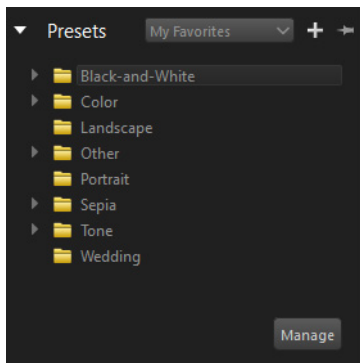 Presets My Favorites
Black-and-White
Color
Landscape
Other
Portrait
Sepia
Tone
Wedding
Manage